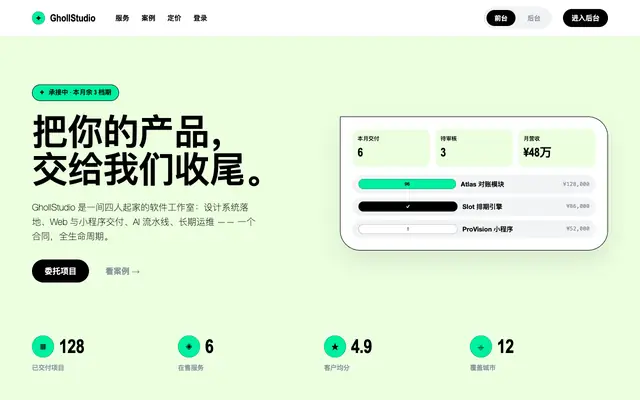 GhollStudio
服务 案例 定价 登录
前台 后台 进入后台
承接中 · 本月余 3 档期
把你的产品，
交给我们收尾。
GhollStudio 是一间四人起家的软件工作室：设计系统落
地、Web 与小程序交付、AI 流水线、长期运维 —— 一个
合同，全生命周期。
委托项目 看案例 →
本月交付 待审核 月营收
6 3 ¥48万
Atlas 对账模块 ¥128,000
Slot 排期引擎 ¥86,000
ProVision 小程序 ¥52,000
128 6 4.9 12
已交付项目 在售服务 客户均分 覆盖城市